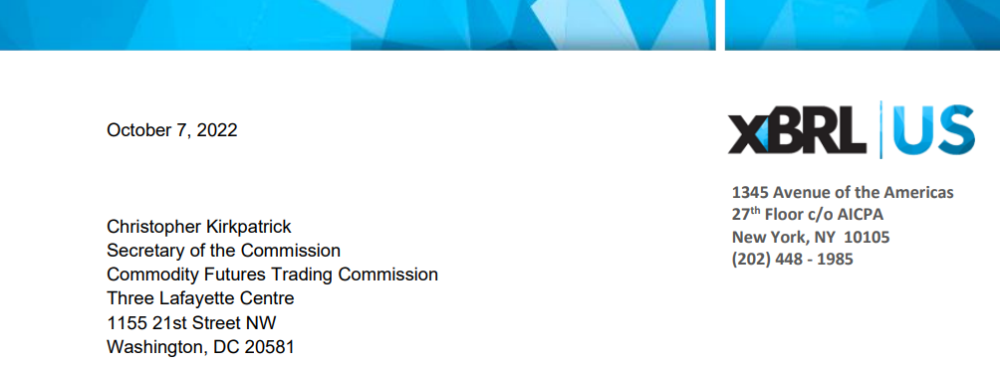 October 7, 2022
xBRL US
1345 Avenue of the Americas
27th Floor c/o AICPA
New York, NY 10105
(202) 448 - 1985
Christopher Kirkpatrick
Secretary of the Commission
Commodity Futures Trading Commission
Three Lafayette Centre
1155 21st Street NW
Washington, DC 20581